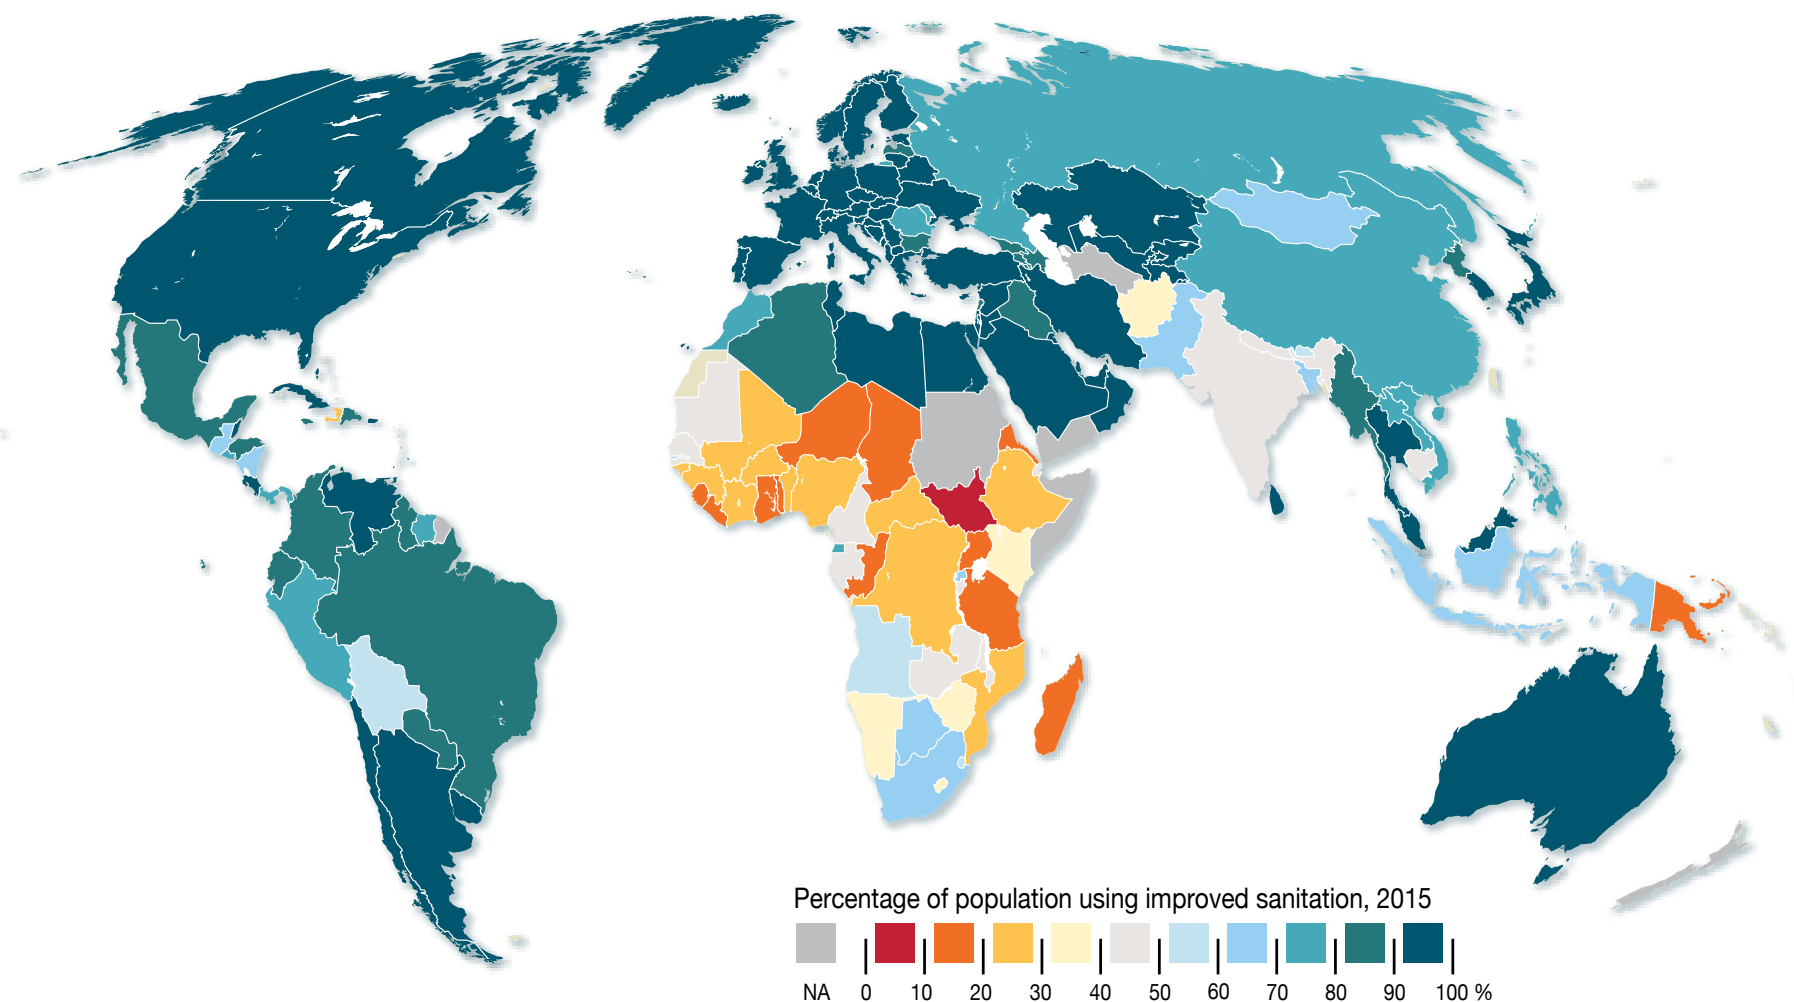 Percentage of population using improved sanitation, 2015
NA 0 10 20 30 40 50 60 70 80 90 100 %